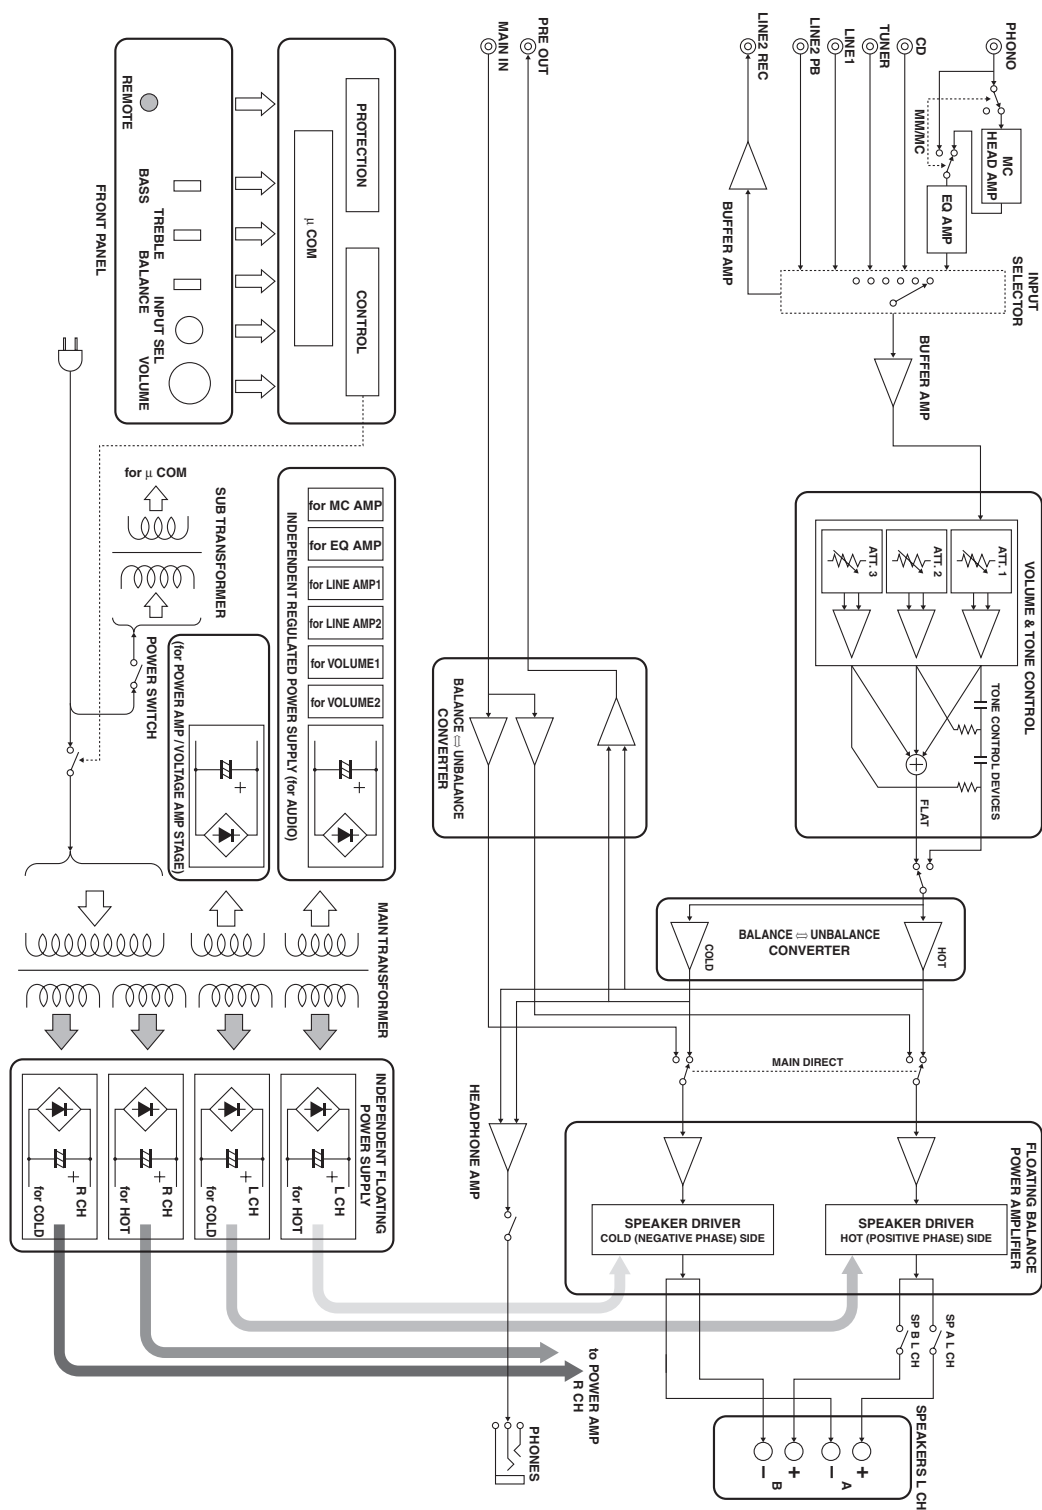 PHONO
CD
TUNER
LINE1
LINE2 PB
LINE2 REC
PRE OUT
MAIN IN
MC
HEAD AMP
MM/MC
EQ AMP
INPUT
SELECTOR
BUFFER AMP
BUFFER AMP
VOLUME & TONE CONTROL
ATT. 1
ATT. 2
ATT. 3
TONE CONTROL DEVICES
+
FLAT
BALANCE ⇔ UNBALANCE
CONVERTER
HOT
COLD
BALANCE ⇔ UNBALANCE
CONVERTER
MAIN DIRECT
FLOATING BALANCE
POWER AMPLIFIER
SPEAKER DRIVER
HOT (POSITIVE PHASE) SIDE
SPEAKER DRIVER
COLD (NEGATIVE PHASE) SIDE
SP A L CH
SP B L CH
SPEAKERS L CH
+
A
−
+
B
−
HEADPHONE AMP
PHONES
to POWER AMP
R CH
PROTECTION
CONTROL
μ COM
REMOTE
BASS
TREBLE
BALANCE
INPUT SEL
VOLUME
FRONT PANEL
for μ COM
SUB TRANSFORMER
POWER SWITCH
for MC AMP
for EQ AMP
for LINE AMP1
for LINE AMP2
for VOLUME1
for VOLUME2
+
INDEPENDENT REGULATED POWER SUPPLY (for AUDIO)
+
(for POWER AMP /VOLTAGE AMP STAGE)
MAIN TRANSFORMER
INDEPENDENT FLOATING
POWER SUPPLY
+
L CH
for HOT
+
L CH
for COLD
+
R CH
for HOT
+
R CH
for COLD